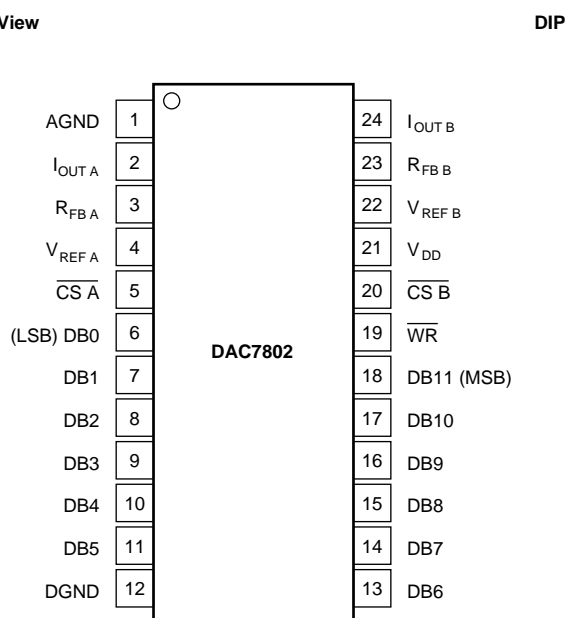 View DIP
AGND 1 24 I OUT B
I OUT A 2 23 R FB B
R FB A 3 22 V REF B
V REF A 4 21 V DD
CS A 5 20 CS B
(LSB) DB0 6 19 WR
DAC7802
DB1 7 18 DB11 (MSB)
DB2 8 17 DB10
DB3 9 16 DB9
DB4 10 15 DB8
DB5 11 14 DB7
DGND 12 13 DB6